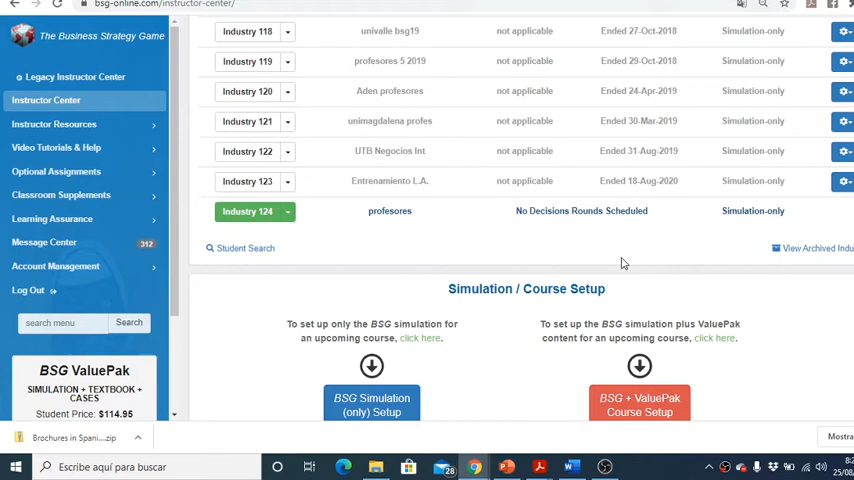 bsg-online.com/instructor-center/
The Business Strategy Game
Legacy Instructor Center
Instructor Center
Instructor Resources
Video Tutorials & Help
Optional Assignments
Classroom Supplements
Learning Assurance
Message Center 312
Account Management
Log Out
search menu Search
BSG ValuePak
SIMULATION + TEXTBOOK +
CASES
Student Price: $114.95
Industry 118 univalle bsg19 not applicable Ended 27-Oct-2018 Simulation-only
Industry 119 profesores 5 2019 not applicable Ended 29-Oct-2018 Simulation-only
Industry 120 Aden profesores not applicable Ended 24-Apr-2019 Simulation-only
Industry 121 unimagdalena profes not applicable Ended 30-Mar-2019 Simulation-only
Industry 122 UTB Negocios Int not applicable Ended 31-Aug-2019 Simulation-only
Industry 123 Entrenamiento L.A. not applicable Ended 18-Aug-2020 Simulation-only
Industry 124 profesores No Decisions Rounds Scheduled Simulation-only
Student Search View Archived Indu
Simulation / Course Setup
To set up only the BSG simulation for
an upcoming course, click here.
BSG Simulation
(only) Setup
To set up the BSG simulation plus ValuePak
content for an upcoming course, click here.
BSG + ValuePak
Course Setup
Brochures in Spani....zip
Mostra
Escribe aquí para buscar
28
8:2
25/08/